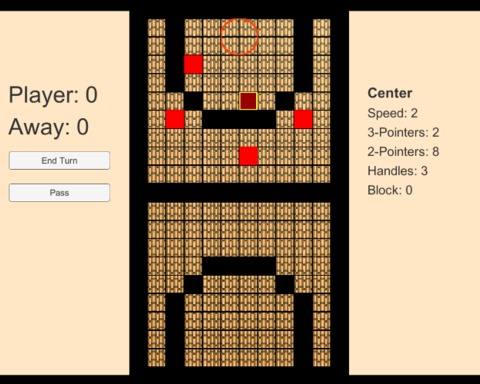 Player: 0
Away: 0
End Turn
Pass
Center
Speed: 2
3-Pointers: 2
2-Pointers: 8
Handles: 3
Block: 0